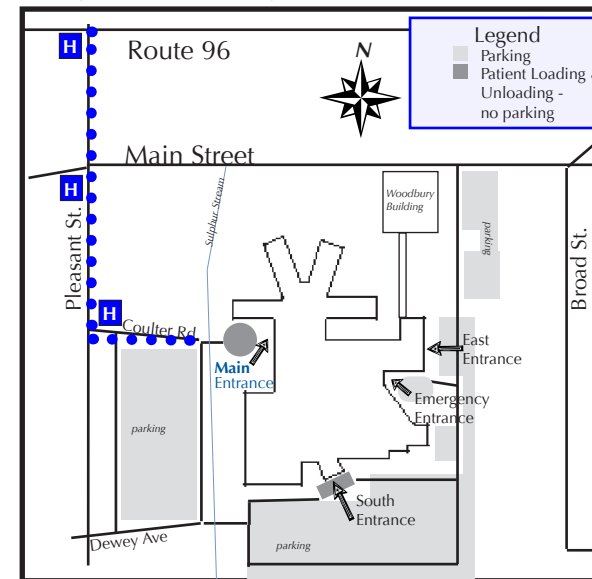 H
Route 96
N
Legend
Parking
Patient Loading
Unloading -
no parking
Main Street
H
Pleasant St.
Sulphur Stream
Woodbury
Building
parking
Broad St.
H
Coulter Rd
Main
Entrance
East
Entrance
Emergency
Entrance
parking
South
Entrance
Dewey Ave
parking